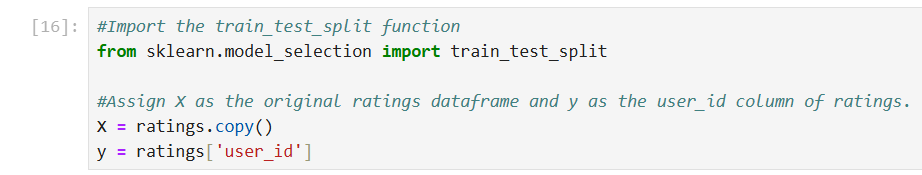 [16]:
#Import the train_test_split function
from sklearn.model_selection import train_test_split
#Assign X as the original ratings dataframe and y as the user_id column of ratings.
X = ratings.copy()
y = ratings['user_id']